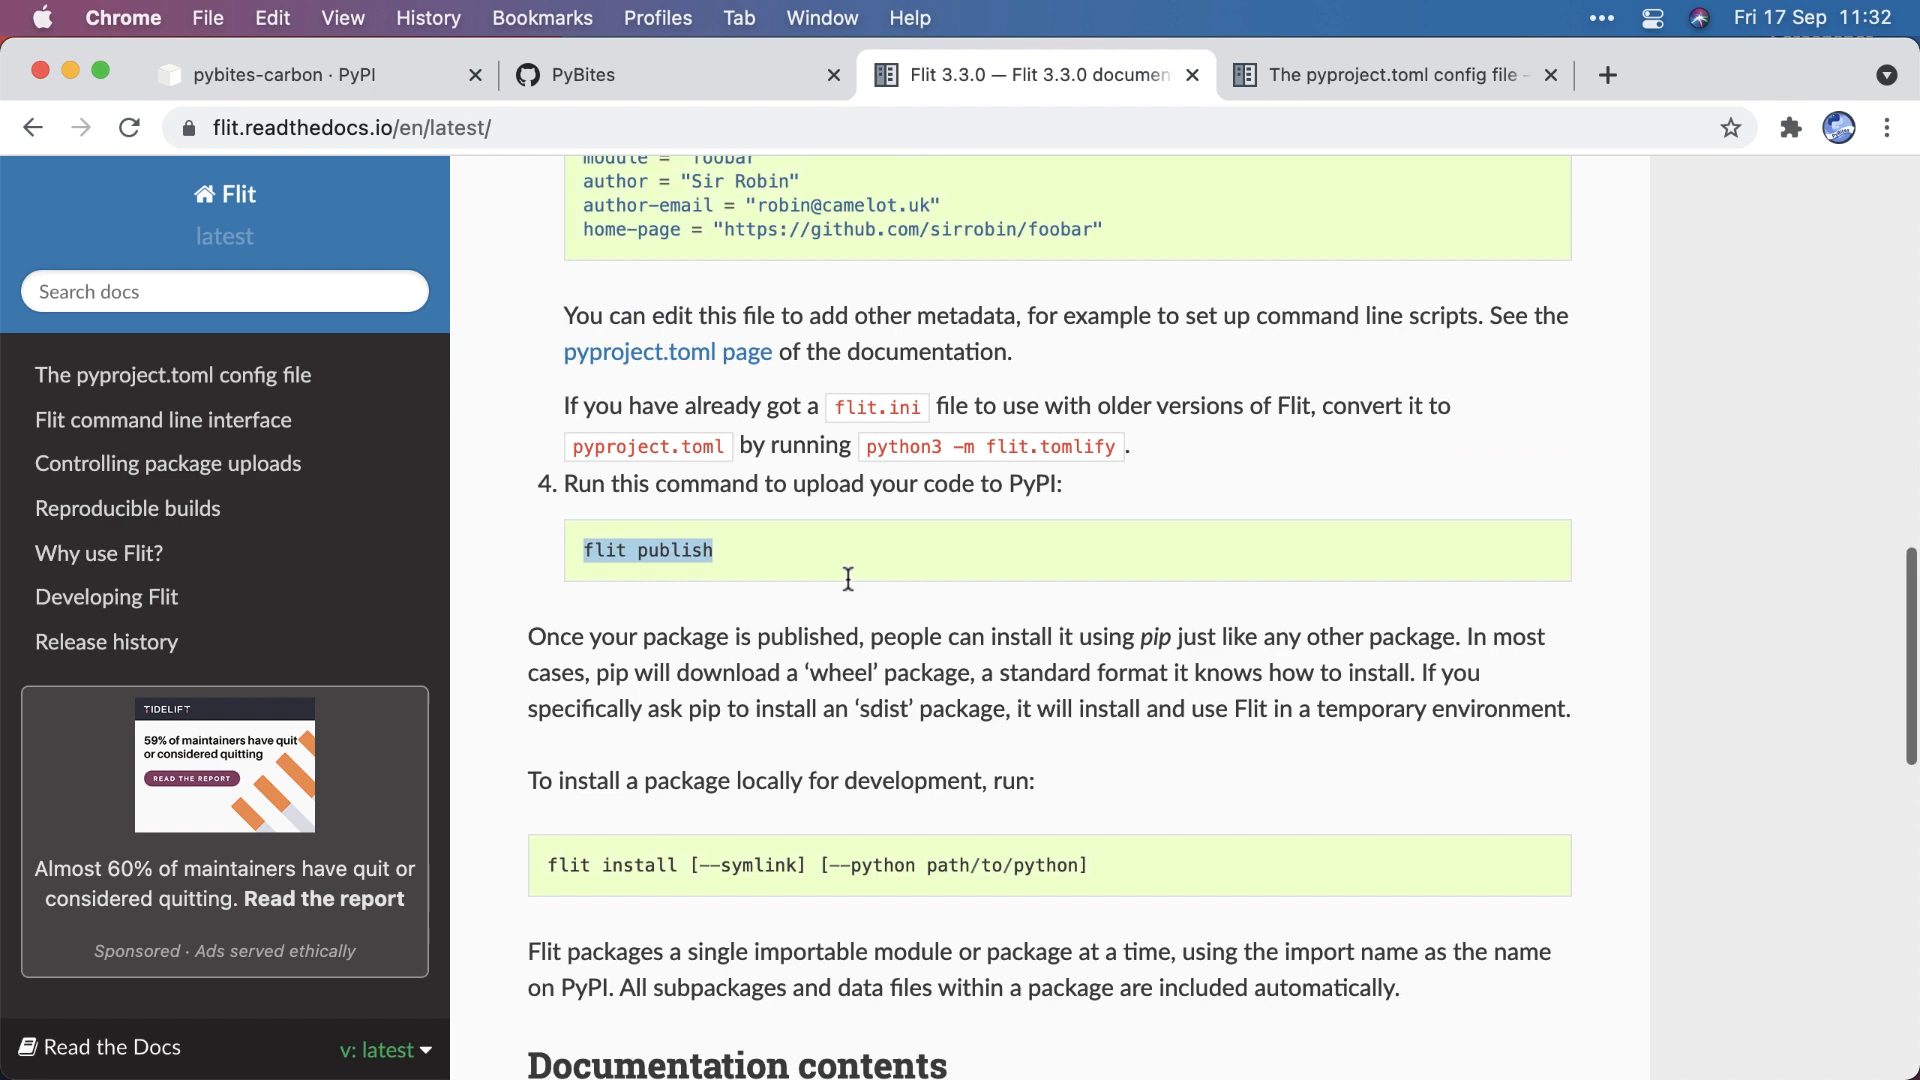 Chrome File Edit View History Bookmarks Profiles Tab Window Help Fri 17 Sep 11:32
pybites-carbon · PyPI
PyBites
Flit 3.3.0 — Flit 3.3.0 documen
The pyproject.toml config file -
flit.readthedocs.io/en/latest/
Flit
latest
Search docs
The pyproject.toml config file
Flit command line interface
Controlling package uploads
Reproducible builds
Why use Flit?
Developing Flit
Release history
TIDELIFT
59% of maintainers have quit
or considered quitting
READ THE REPORT
Almost 60% of maintainers have quit or
considered quitting. Read the report
Sponsored · Ads served ethically
Read the Docs
v: latest
module = "foobar"
author = "Sir Robin"
author-email = "robin@camelot.uk"
home-page = "https://github.com/sirrobin/foobar"
You can edit this file to add other metadata, for example to set up command line scripts. See the
pyproject.toml page of the documentation.
If you have already got a flit.ini file to use with older versions of Flit, convert it to
pyproject.toml by running python3 -m flit.tomlify.
4. Run this command to upload your code to PyPI:
flit publish
Once your package is published, people can install it using pip just like any other package. In most
cases, pip will download a ‘wheel’ package, a standard format it knows how to install. If you
specifically ask pip to install an ‘sdist’ package, it will install and use Flit in a temporary environment.
To install a package locally for development, run:
flit install [--symlink] [--python path/to/python]
Flit packages a single importable module or package at a time, using the import name as the name
on PyPI. All subpackages and data files within a package are included automatically.
Documentation contents